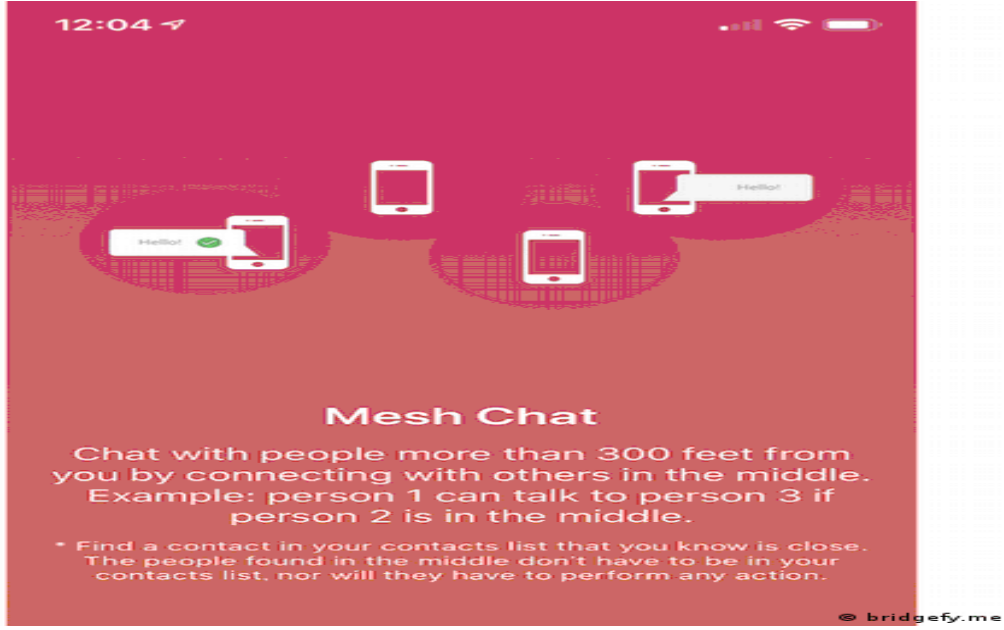 12:04
Hello!
Hello!
Mesh Chat
Chat with people more than 300 feet from
you by connecting with others in the middle.
Example: person 1 can talk to person 3 if
person 2 is in the middle.
* Find a contact in your contacts list that you know is close.
The people found in the middle don't have to be in your
contacts list, nor will they have to perform any action.
© bridgefy.me